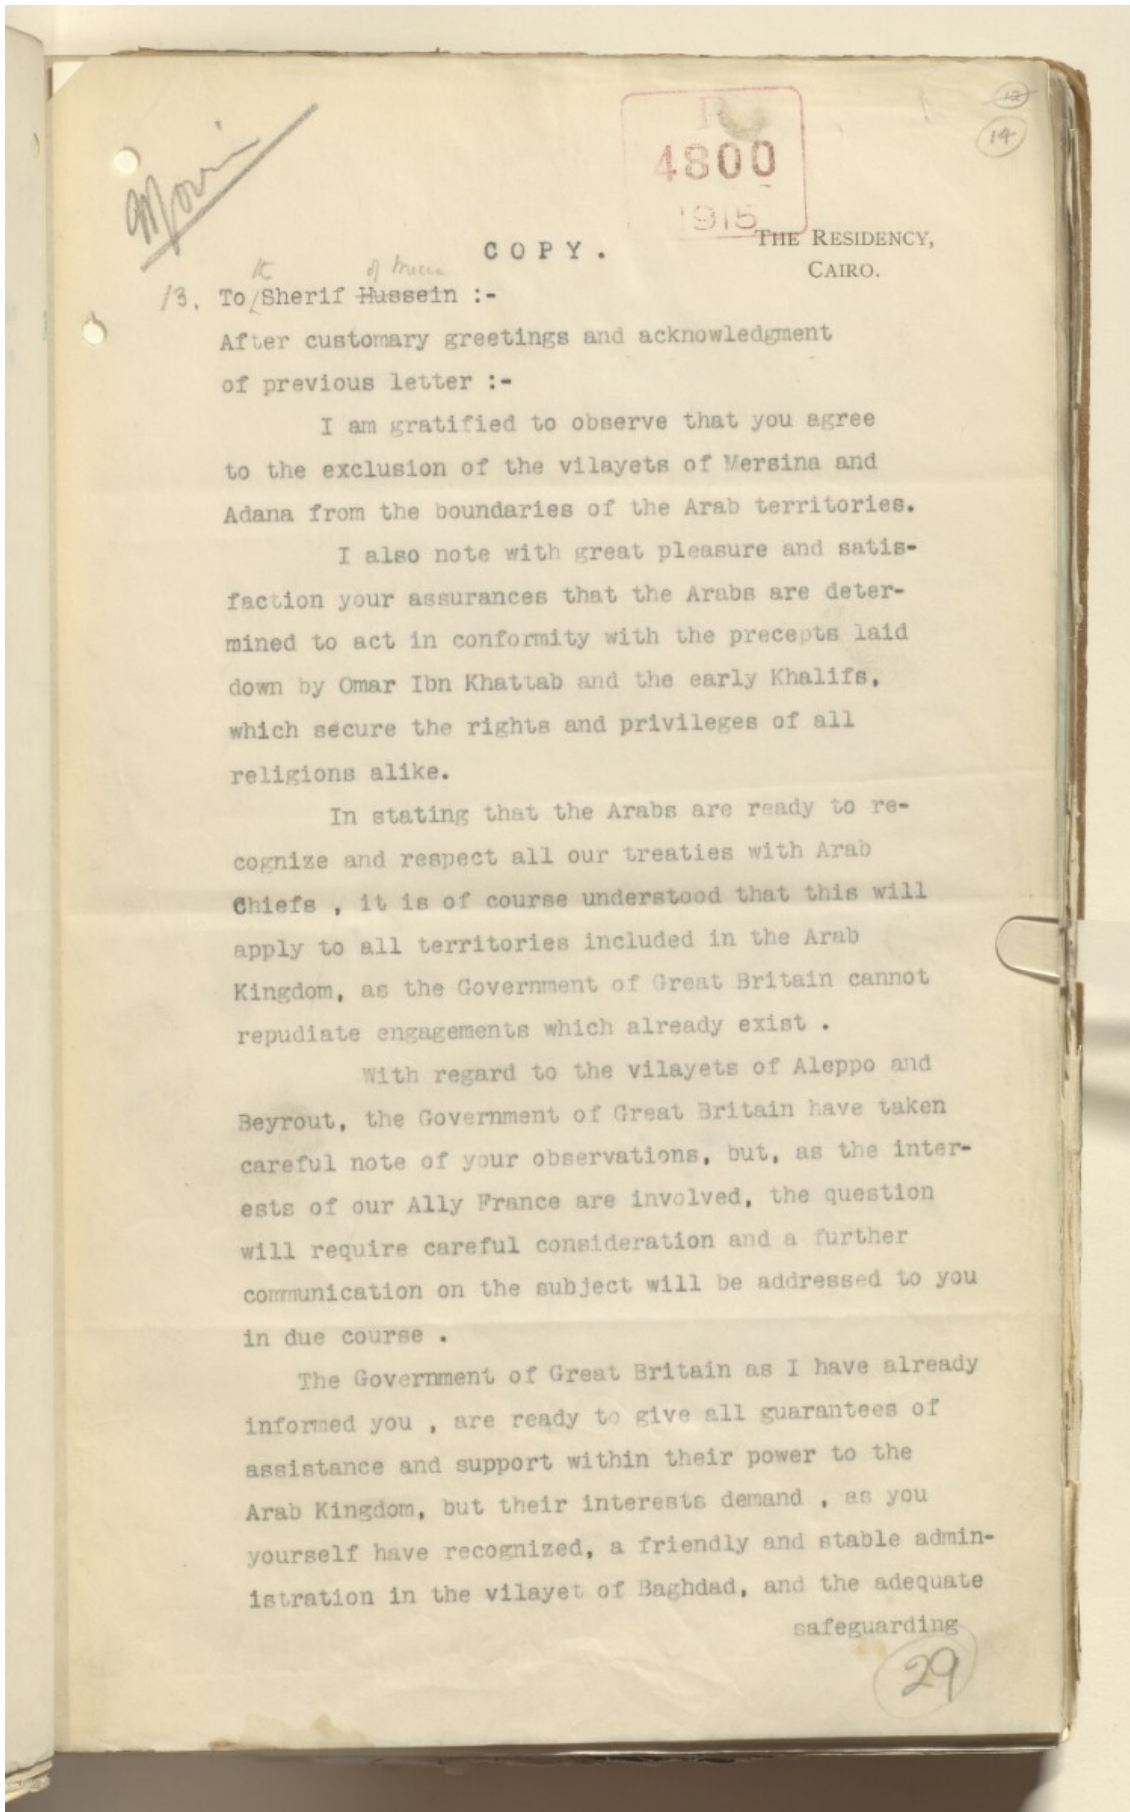 12
14
P
4800
1915
THE RESIDENCY,
CAIRO.
COPY.
of Mecca
13. To the Sherif Hussein :-
After customary greetings and acknowledgment
of previous letter :-
I am gratified to observe that you agree
to the exclusion of the vilayets of Mersina and
Adana from the boundaries of the Arab territories.
I also note with great pleasure and satis-
faction your assurances that the Arabs are deter-
mined to act in conformity with the precepts laid
down by Omar Ibn Khattab and the early Khalifs,
which secure the rights and privileges of all
religions alike.
In stating that the Arabs are ready to re-
cognize and respect all our treaties with Arab
Chiefs , it is of course understood that this will
apply to all territories included in the Arab
Kingdom, as the Government of Great Britain cannot
repudiate engagements which already exist .
With regard to the vilayets of Aleppo and
Beyrout, the Government of Great Britain have taken
careful note of your observations, but, as the inter-
ests of our Ally France are involved, the question
will require careful consideration and a further
communication on the subject will be addressed to you
in due course .
The Government of Great Britain as I have already
informed you , are ready to give all guarantees of
assistance and support within their power to the
Arab Kingdom, but their interests demand , as you
yourself have recognized, a friendly and stable admin-
istration in the vilayet of Baghdad, and the adequate
safeguarding
29